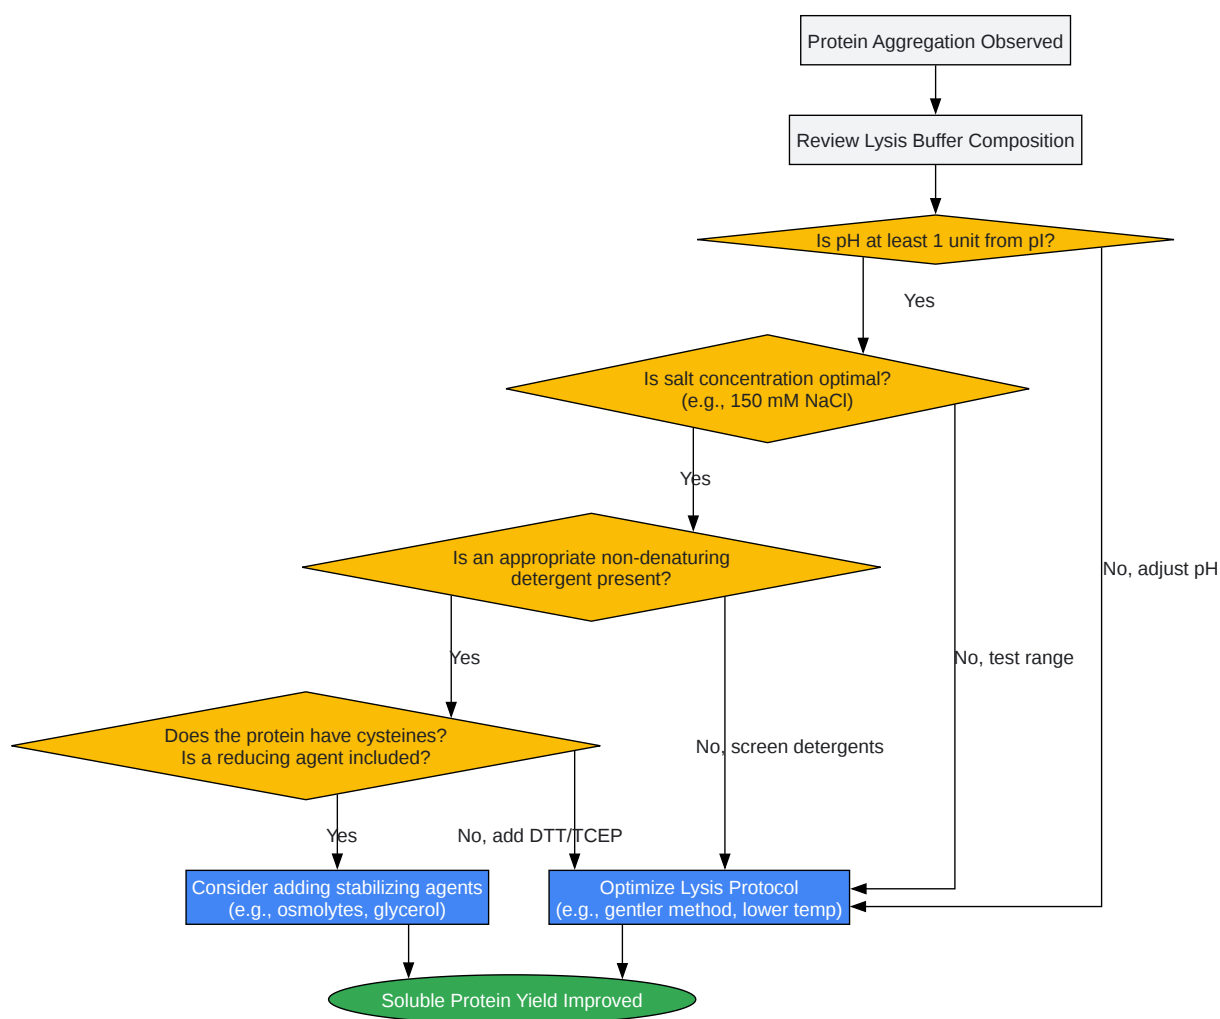 Protein Aggregation Observed
Review Lysis Buffer Composition
Is pH at least 1 unit from pI?
Yes
Is salt concentration optimal?
(e.g., 150 mM NaCl)
Yes
Is an appropriate non-denaturing
detergent present?
No, adjust pH
Yes
No, test range
Does the protein have cysteines?
Is a reducing agent included?
No, screen detergents
Yes
No, add DTT/TCEP
Consider adding stabilizing agents
(e.g., osmolytes, glycerol)
Optimize Lysis Protocol
(e.g., gentler method, lower temp)
Soluble Protein Yield Improved